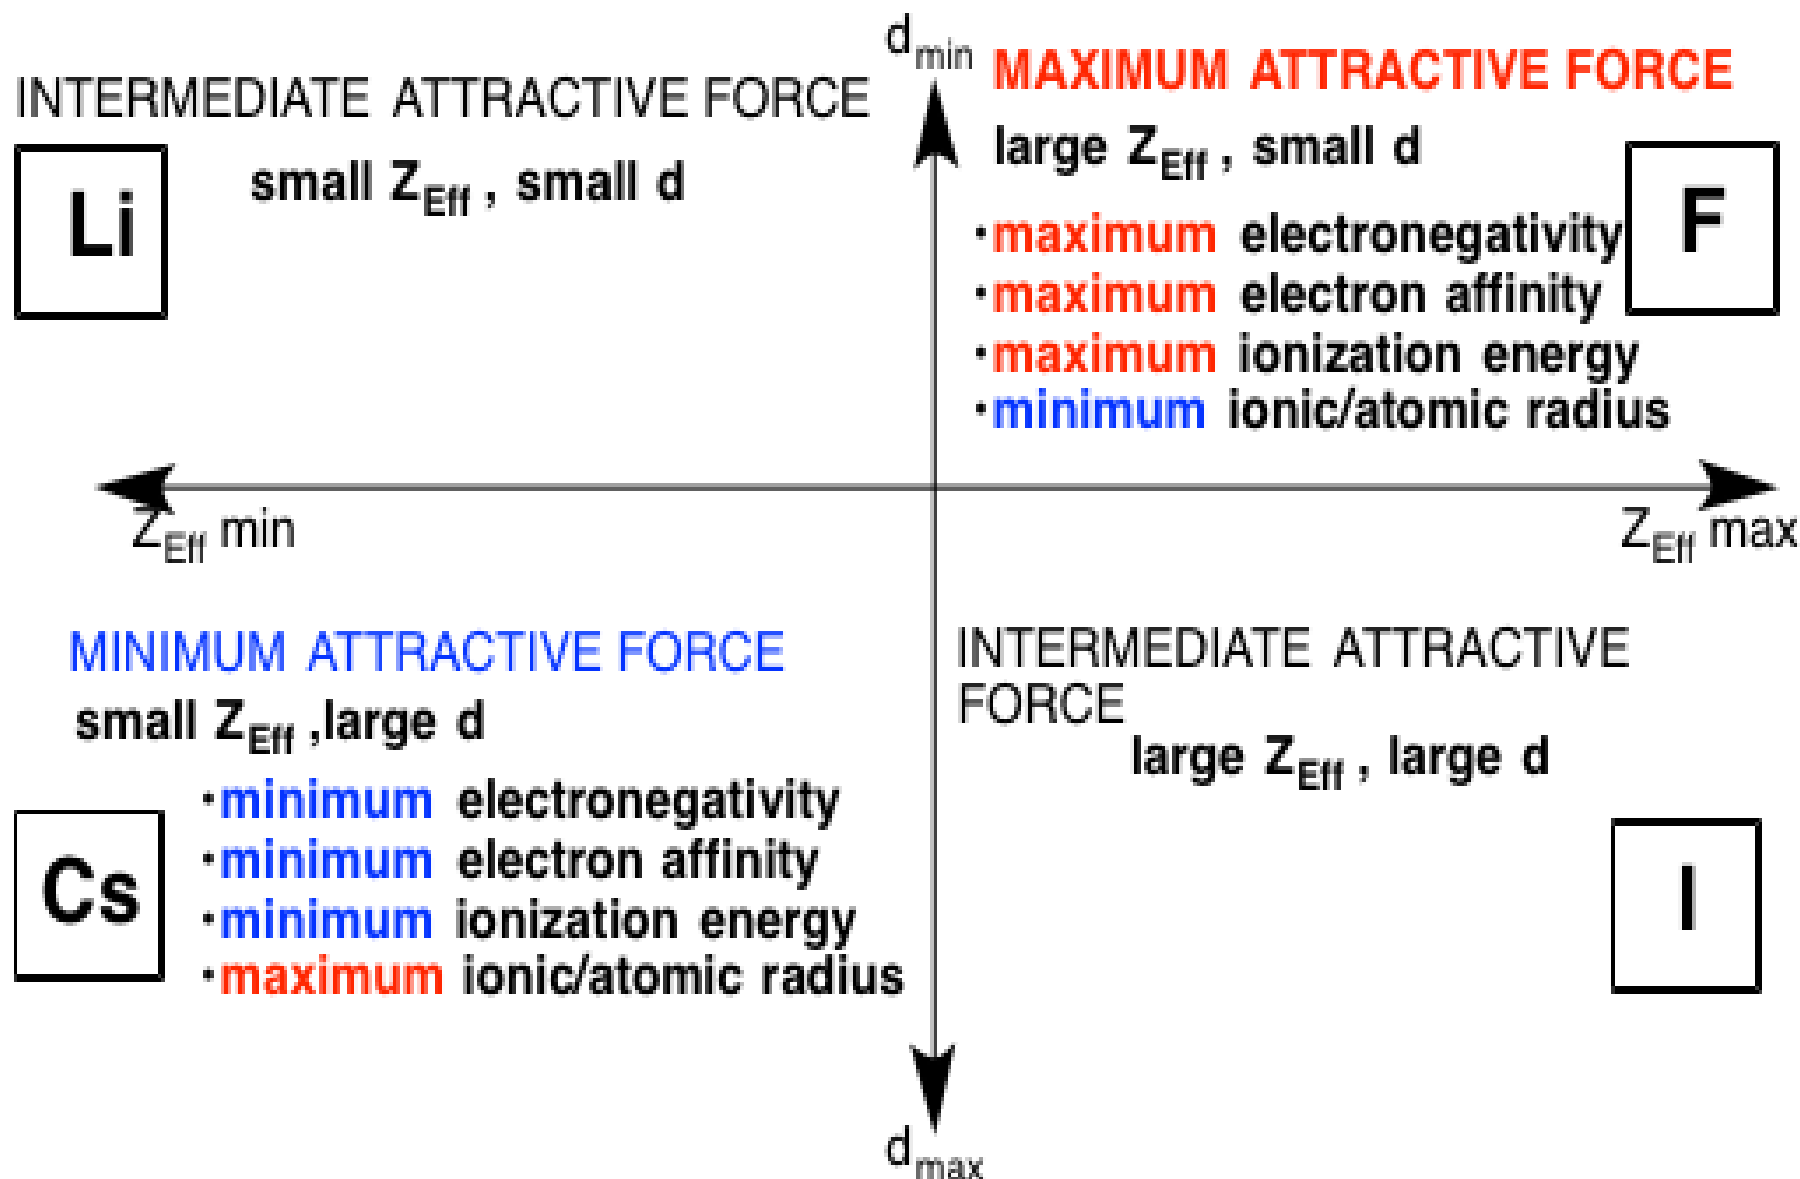 INTERMEDIATE ATTRACTIVE FORCE
Li
small ZEff , small d
dmin
MAXIMUM ATTRACTIVE FORCE
large ZEff , small d
•maximum electronegativity
•maximum electron affinity
•maximum ionization energy
•minimum ionic/atomic radius
F
ZEff min
ZEff max
MINIMUM ATTRACTIVE FORCE
small ZEff ,large d
•minimum electronegativity
•minimum electron affinity
•minimum ionization energy
•maximum ionic/atomic radius
Cs
INTERMEDIATE ATTRACTIVE
FORCE
large ZEff , large d
I
dmax